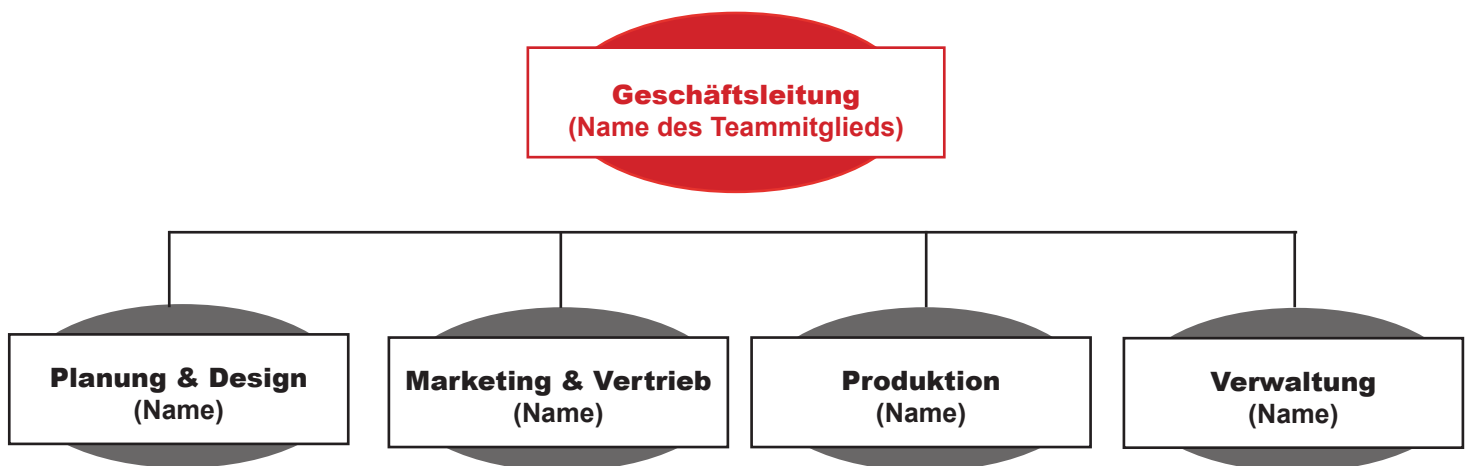 Geschäftsleitung
(Name des Teammitglieds)
Planung & Design
(Name)
Marketing & Vertrieb
(Name)
Produktion
(Name)
Verwaltung
(Name)